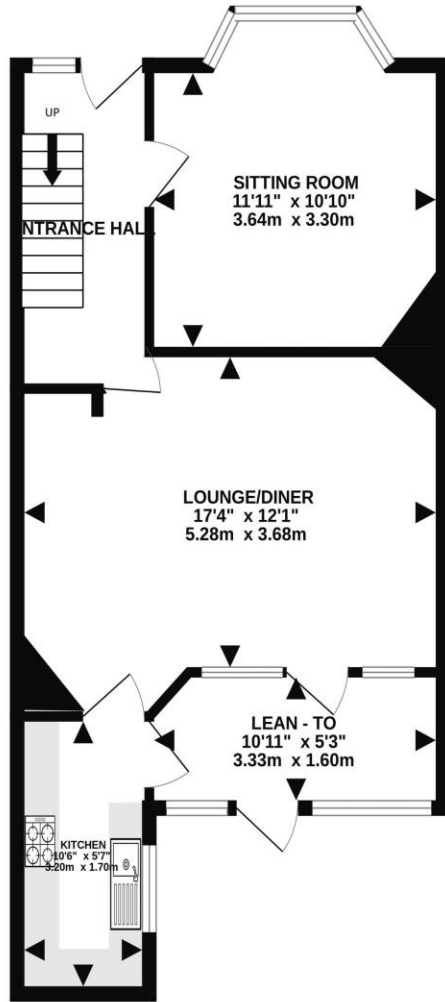 UP
SITTING ROOM
11'11" x 10'10"
3.64m x 3.30m
NTRANCE HALL
LOUNGE/DINER
17'4" x 12'1"
5.28m x 3.68m
LEAN - TO
10'11" x 5'3"
3.33m x 1.60m
KITCHEN
10'6" x 5'7"
3.20m x 1.70m